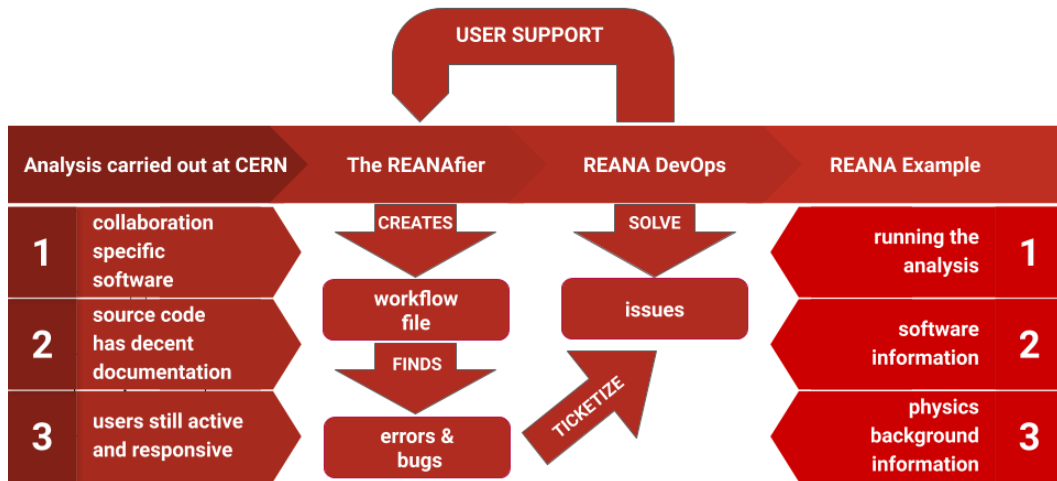 USER SUPPORT
Analysis carried out at CERN
The REANAfier
REANA DevOps
REANA Example
1
collaboration
specific
software
2
source code
has decent
documentation
3
users still active
and responsive
CREATES
workflow
file
FINDS
errors &
bugs
TICKETIZE
SOLVE
issues
running the
analysis
1
software
information
2
physics
background
information
3